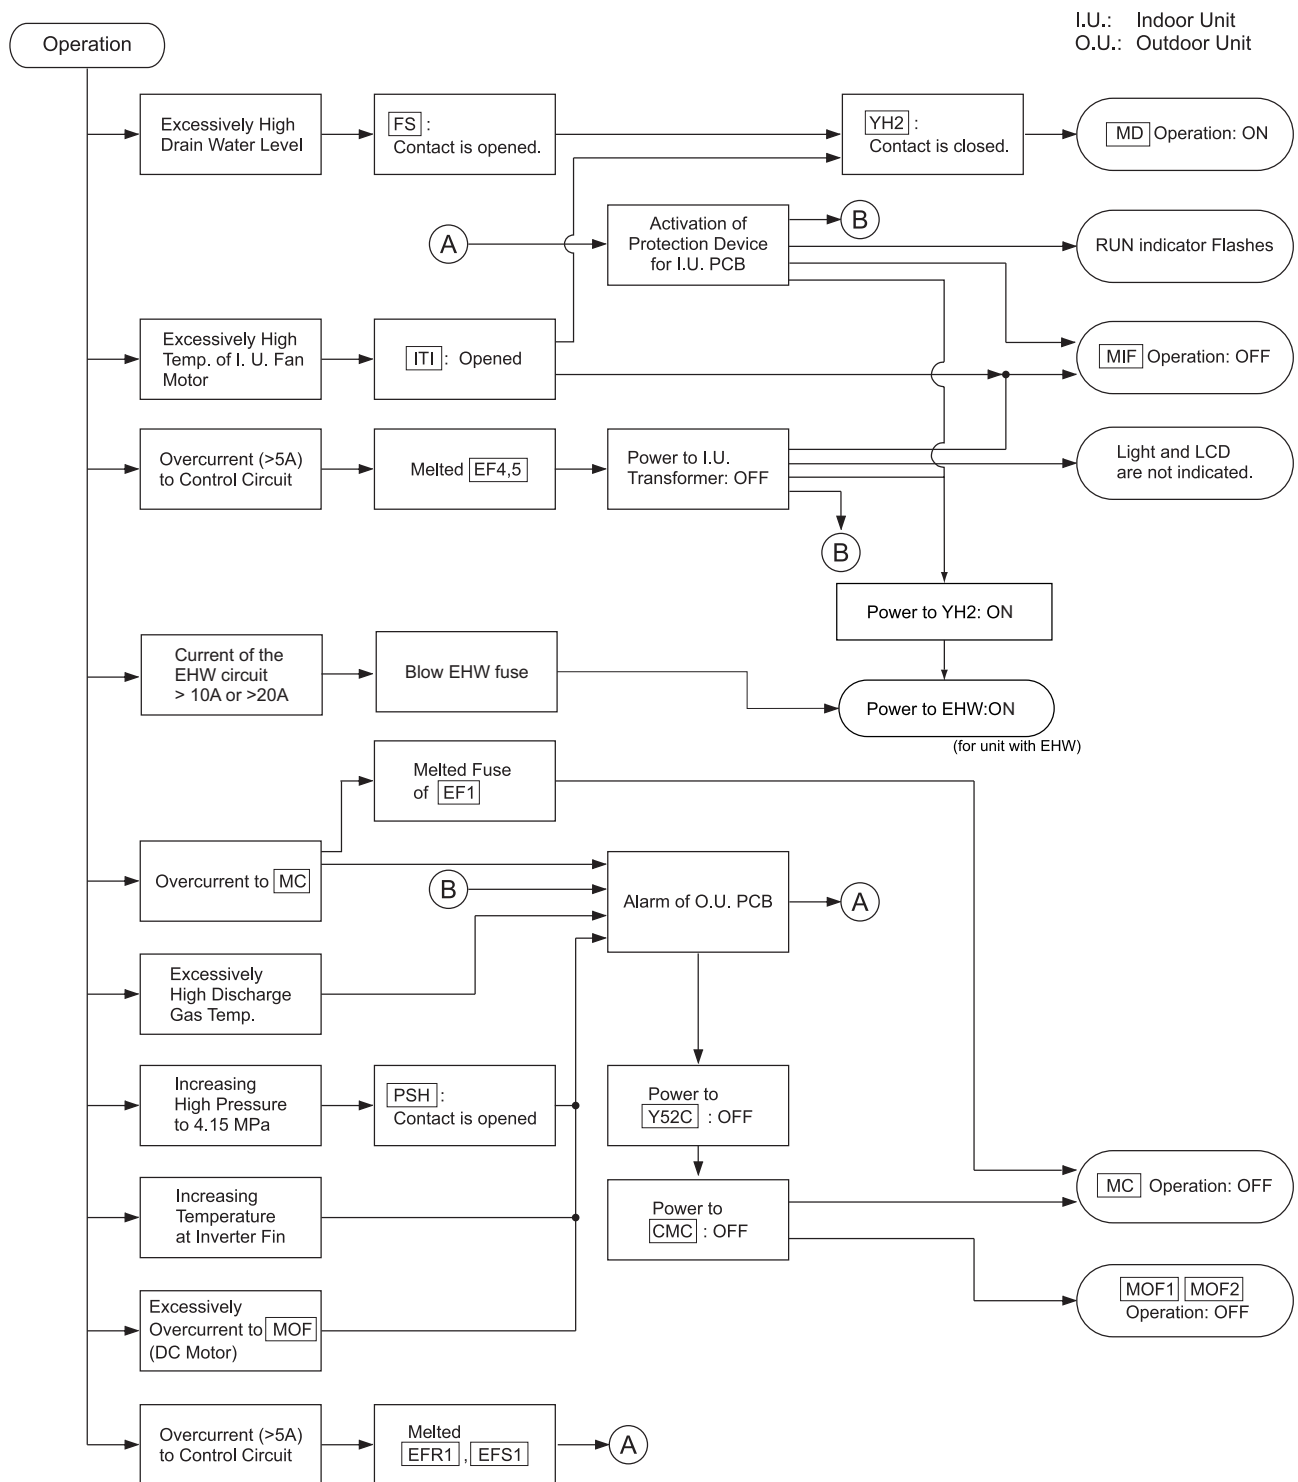 I.U.: Indoor Unit
O.U.: Outdoor Unit
Operation
Excessively High
Drain Water Level
FS :
Contact is opened.
YH2 :
Contact is closed.
MD Operation: ON
A
Activation of
Protection Device
for I.U. PCB
B
RUN indicator Flashes
Excessively High
Temp. of I. U. Fan
Motor
ITI : Opened
MIF Operation: OFF
Overcurrent (>5A)
to Control Circuit
Melted EF4,5
Power to I.U.
Transformer: OFF
Light and LCD
are not indicated.
B
Power to YH2: ON
Current of the
EHW circuit
> 10A or >20A
Blow EHW fuse
Power to EHW:ON
(for unit with EHW)
Melted Fuse
of EF1
Overcurrent to MC
B
Alarm of O.U. PCB
A
Excessively
High Discharge
Gas Temp.
Increasing
High Pressure
to 4.15 MPa
PSH :
Contact is opened
Power to
Y52C : OFF
Increasing
Temperature
at Inverter Fin
Power to
CMC : OFF
MC Operation: OFF
Excessively
Overcurrent to MOF
(DC Motor)
MOF1 MOF2
Operation: OFF
Overcurrent (>5A)
to Control Circuit
Melted
EFR1 , EFS1
A